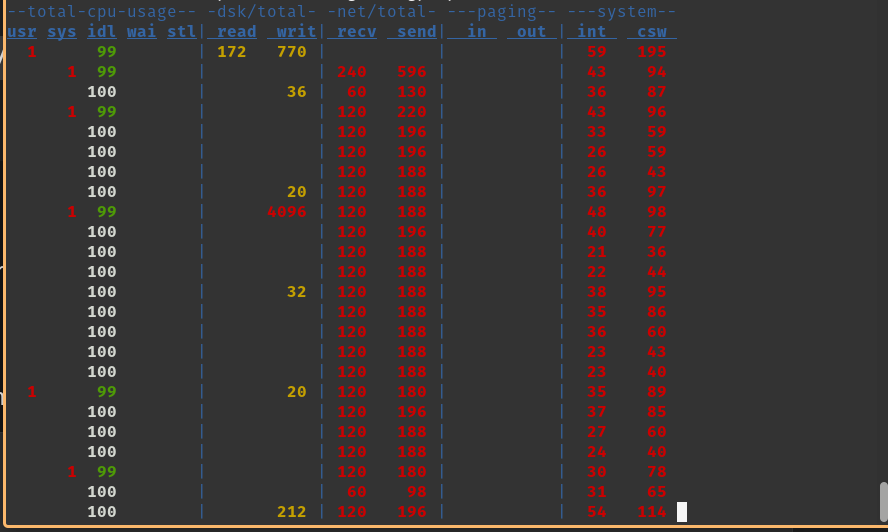 --total-cpu-usage-- -dsk/total- -net/total- ---paging-- ---system--
usr sys idl wai stl| read  writ| recv  send|  in   out | int   csw
  1      99        | 172   770 |           |           |  59   195
      1  99        |           | 240   596 |           |  43    94
        100        |        36 |  60   130 |           |  36    87
      1  99        |           | 120   220 |           |  43    96
        100        |           | 120   196 |           |  33    59
        100        |           | 120   196 |           |  26    59
        100        |           | 120   188 |           |  26    43
        100        |        20 | 120   188 |           |  36    97
      1  99        |      4096 | 120   188 |           |  48    98
        100        |           | 120   196 |           |  40    77
        100        |           | 120   188 |           |  21    36
        100        |           | 120   188 |           |  22    44
        100        |        32 | 120   188 |           |  38    95
        100        |           | 120   188 |           |  35    86
        100        |           | 120   188 |           |  36    60
        100        |           | 120   188 |           |  23    43
        100        |           | 120   188 |           |  23    40
  1      99        |        20 | 120   180 |           |  35    89
        100        |           | 120   196 |           |  37    85
        100        |           | 120   188 |           |  27    60
        100        |           | 120   188 |           |  24    40
      1  99        |           | 120   180 |           |  30    78
        100        |           |  60    98 |           |  31    65
        100        |       212 | 120   196 |           |  54   114